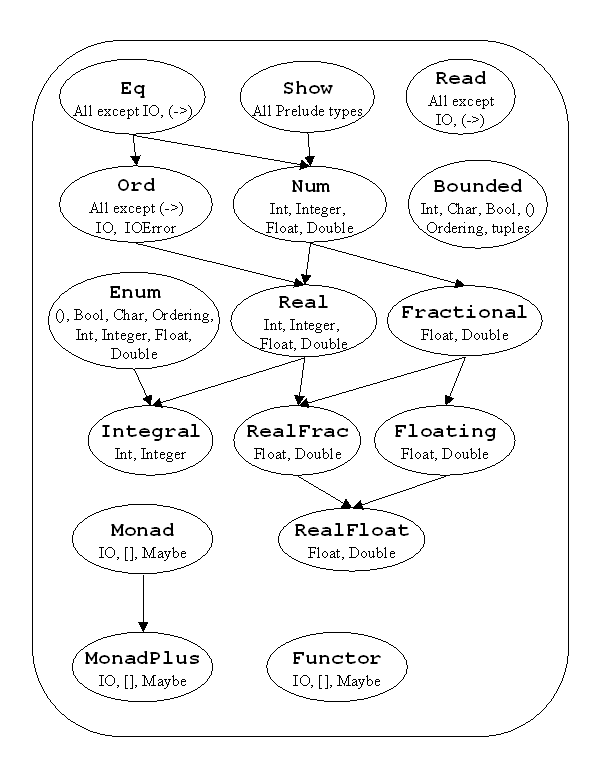 Eq
All except IO, (->)
Show
All Prelude types
Read
All except
IO, (->)
Ord
All except (->)
IO, IOError
Num
Int, Integer,
Float, Double
Bounded
Int, Char, Bool, ()
Ordering, tuples
Enum
(), Bool, Char, Ordering,
Int, Integer, Float,
Double
Real
Int, Integer,
Float, Double
Fractional
Float, Double
Integral
Int, Integer
RealFrac
Float, Double
Floating
Float, Double
Monad
IO, [], Maybe
RealFloat
Float, Double
MonadPlus
IO, [], Maybe
Functor
IO, [], Maybe